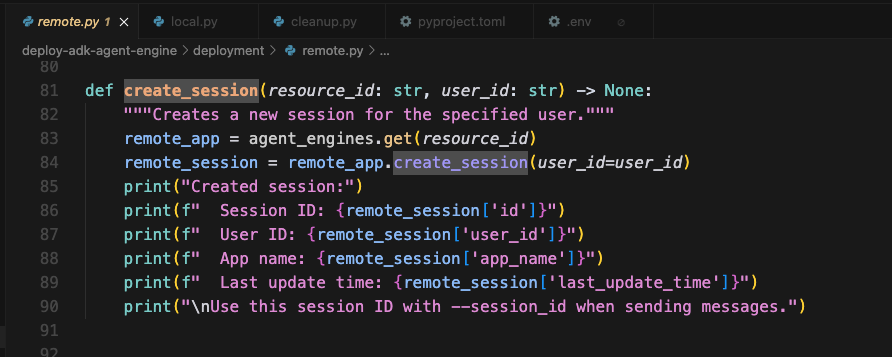 remote.py 1 × local.py cleanup.py pyproject.toml .env
deploy-adk-agent-engine > deployment > remote.py > ...
80
81 def create_session(resource_id: str, user_id: str) -> None:
82     """Creates a new session for the specified user."""
83     remote_app = agent_engines.get(resource_id)
84     remote_session = remote_app.create_session(user_id=user_id)
85     print("Created session:")
86     print(f"  Session ID: {remote_session['id']}")
87     print(f"  User ID: {remote_session['user_id']}")
88     print(f"  App name: {remote_session['app_name']}")
89     print(f"  Last update time: {remote_session['last_update_time']}")
90     print("\nUse this session ID with --session_id when sending messages.")
91
92